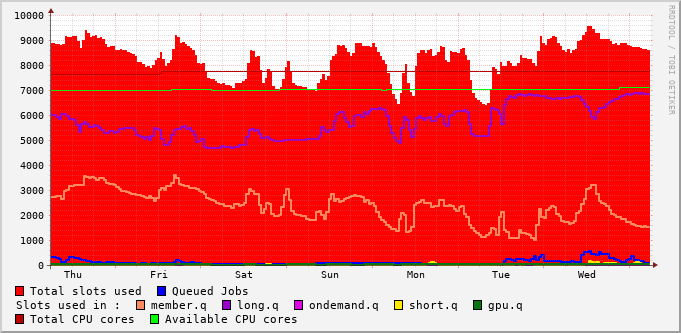 RRDTOOL / TOBI OETIKER
10000
9000
8000
7000
6000
5000
4000
3000
2000
1000
0
Thu Fri Sat Sun Mon Tue Wed
Total slots used Queued Jobs
Slots used in : member.q long.q ondemand.q short.q gpu.q
Total CPU cores Available CPU cores